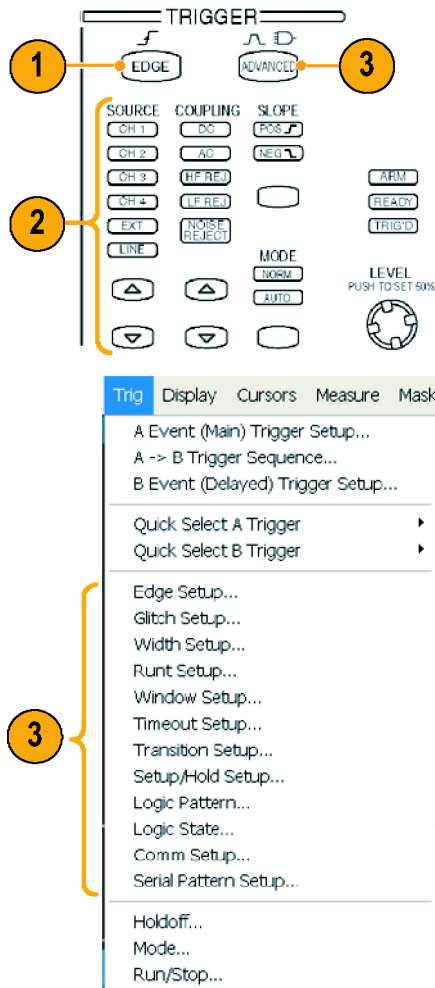 TRIGGER
1
EDGE
ADVANCED
3
2
SOURCE COUPLING SLOPE
CH 1 DC POS
CH 2 AC NEG
CH 3 HF REJ ARM
CH 4 LF REJ READY
EXT NOISE REJECT TRIG'D
LINE
MODE
NORM
AUTO
LEVEL
PUSH TO SET 50%
Trig Display Cursors Measure Mask
A Event (Main) Trigger Setup...
A -> B Trigger Sequence...
B Event (Delayed) Trigger Setup...
Quick Select A Trigger
Quick Select B Trigger
3
Edge Setup...
Glitch Setup...
Width Setup...
Runt Setup...
Window Setup...
Timeout Setup...
Transition Setup...
Setup/Hold Setup...
Logic Pattern...
Logic State...
Comm Setup...
Serial Pattern Setup...
Holdoff...
Mode...
Run/Stop...